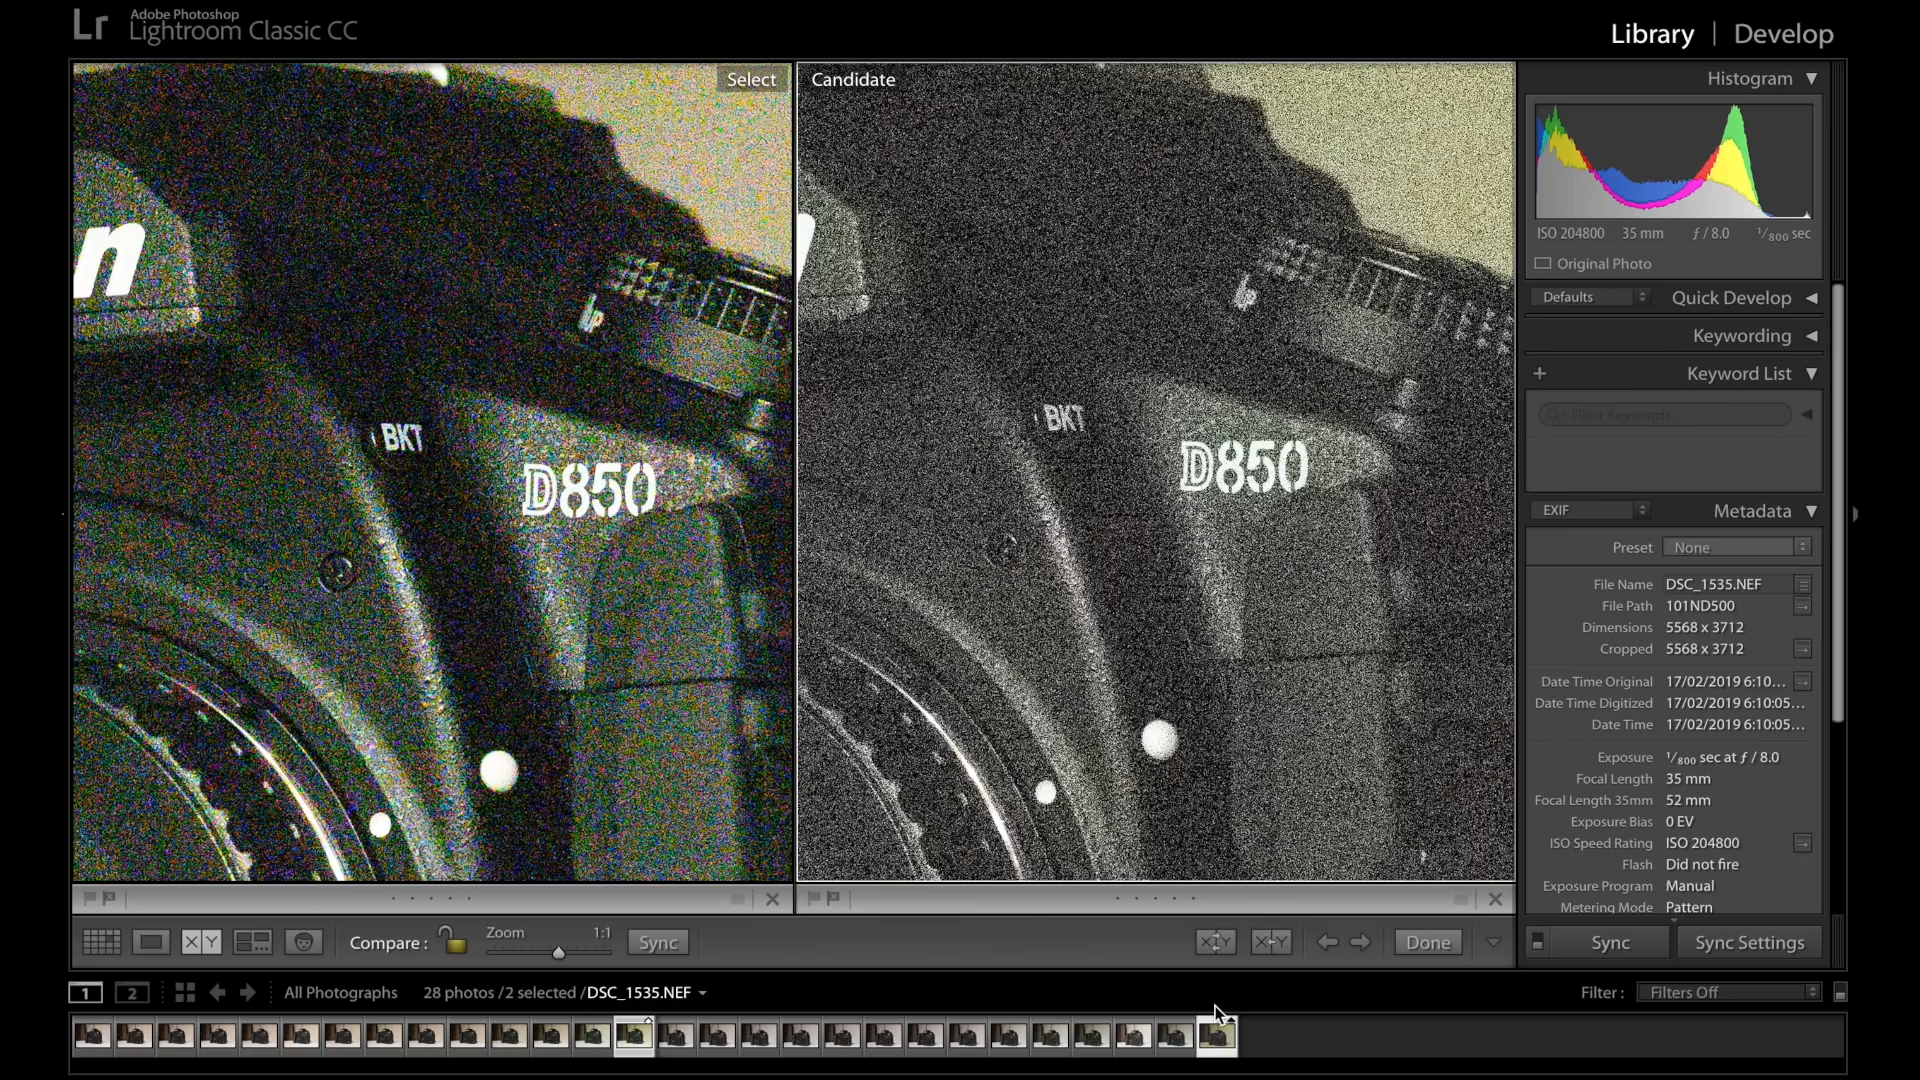 Lr
Adobe Photoshop
Lightroom Classic CC
Library | Develop
Select
Candidate
n
BKT
D850
BKT
D850
Histogram
ISO 204800 35 mm ƒ / 8.0 1/800 sec
Original Photo
Defaults
Quick Develop
Keywording
+ Keyword List
Filter Keywords
EXIF
Metadata
Preset None
File Name DSC_1535.NEF
File Path 101ND500
Dimensions 5568 x 3712
Cropped 5568 x 3712
Date Time Original 17/02/2019 6:10...
Date Time Digitized 17/02/2019 6:10:05...
Date Time 17/02/2019 6:10:05...
Exposure 1/800 sec at ƒ / 8.0
Focal Length 35 mm
Focal Length 35mm 52 mm
Exposure Bias 0 EV
ISO Speed Rating ISO 204800
Flash Did not fire
Exposure Program Manual
Metering Mode Pattern
X Y
Compare :
Zoom 1:1
Sync
X Y
X Y
Done
Sync
Sync Settings
1
2
All Photographs
28 photos /2 selected /DSC_1535.NEF
Filter :
Filters Off